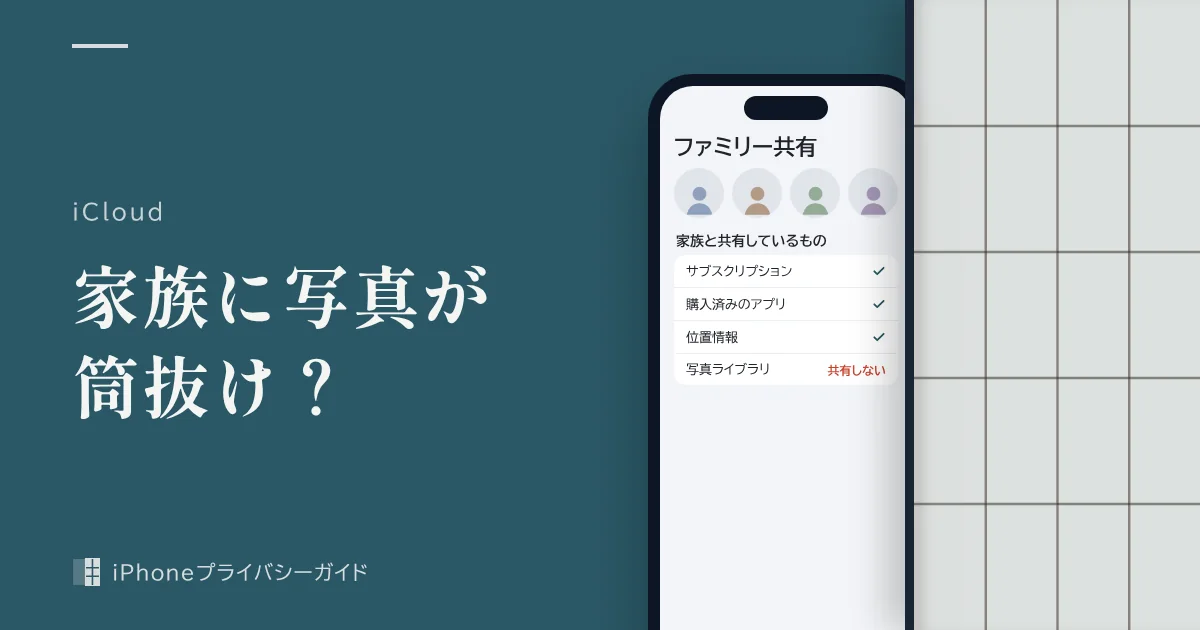 iCloud
家族に写真が
筒抜け？
iPhoneプライバシーガイド
ファミリー共有
家族と共有しているもの
サブスクリプション
購入済みのアプリ
位置情報
写真ライブラリ 共有しない